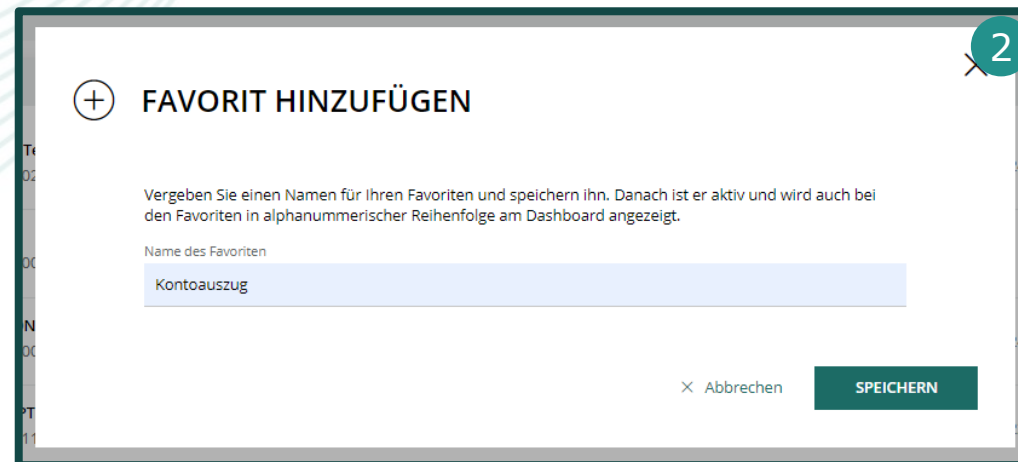 2
FAVORIT HINZUFÜGEN
Vergeben Sie einen Namen für Ihren Favoriten und speichern ihn. Danach ist er aktiv und wird auch bei
den Favoriten in alphanummerischer Reihenfolge am Dashboard angezeigt.
Name des Favoriten
Kontoauszug
Abbrechen
SPEICHERN